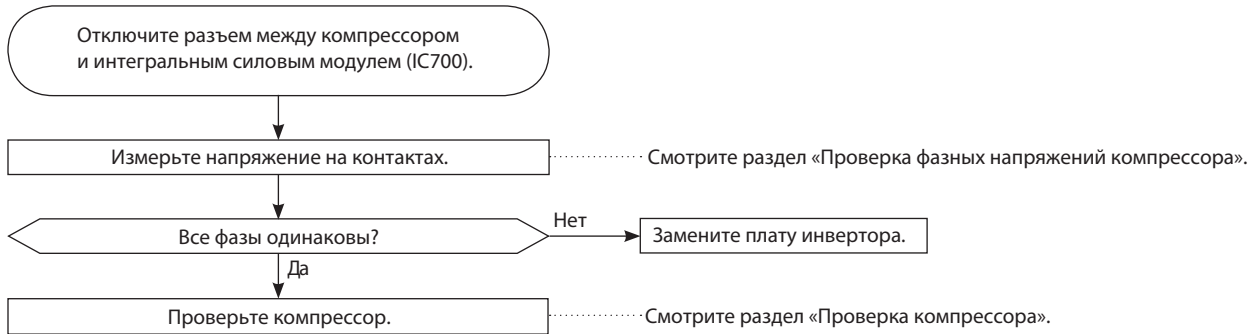 Отключите разъем между компрессором
и интегральным силовым модулем (IC700).
Измерьте напряжение на контактах.
Смотрите раздел «Проверка фазных напряжений компрессора».
Все фазы одинаковы?
Нет
Замените плату инвертора.
Да
Проверьте компрессор.
Смотрите раздел «Проверка компрессора».